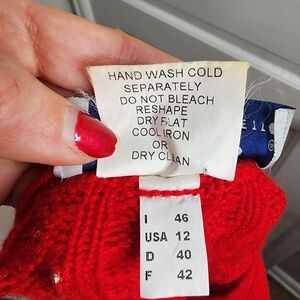 HAND WASH COLD
SEPARATELY
DO NOT BLEACH
RESHAPE
DRY FLAT
COOL IRON
OR
DRY CLEAN
I 46
USA 12
D 40
F 42